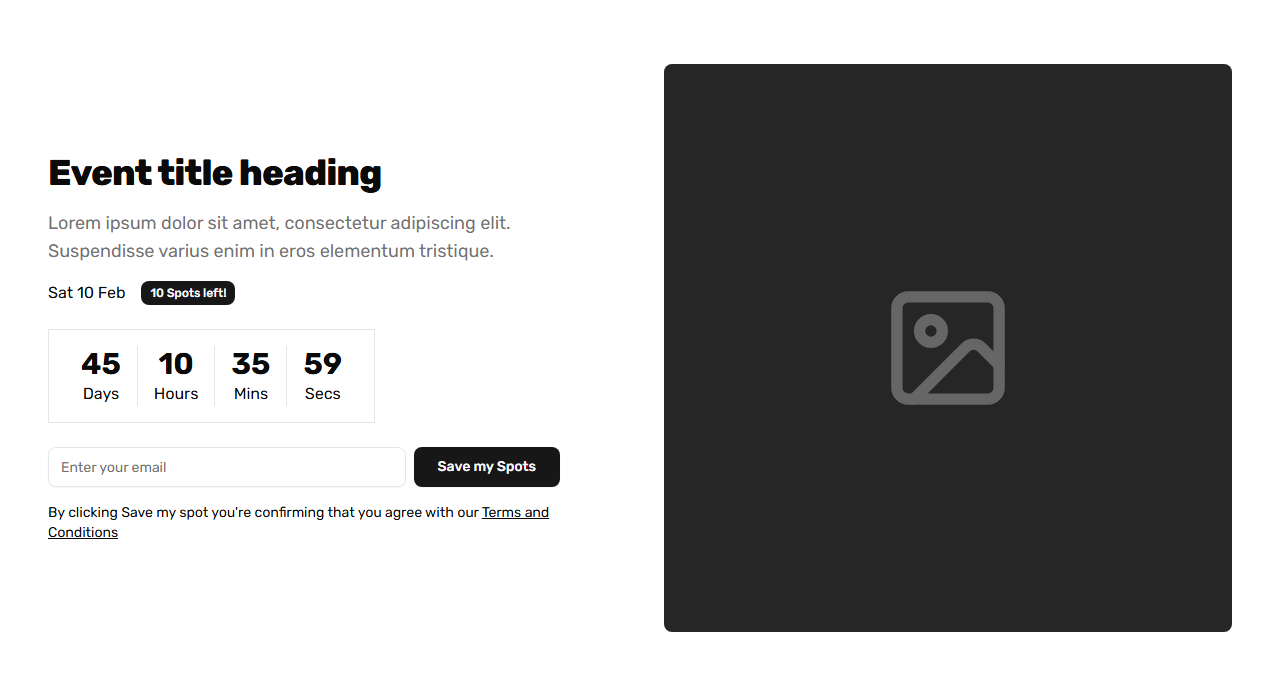 Event title heading
Lorem ipsum dolor sit amet, consectetur adipiscing elit.
Suspendisse varius enim in eros elementum tristique.
Sat 10 Feb 10 Spots left!
45 10 35 59
Days Hours Mins Secs
Enter your email Save my Spots
By clicking Save my spot you're confirming that you agree with our Terms and
Conditions